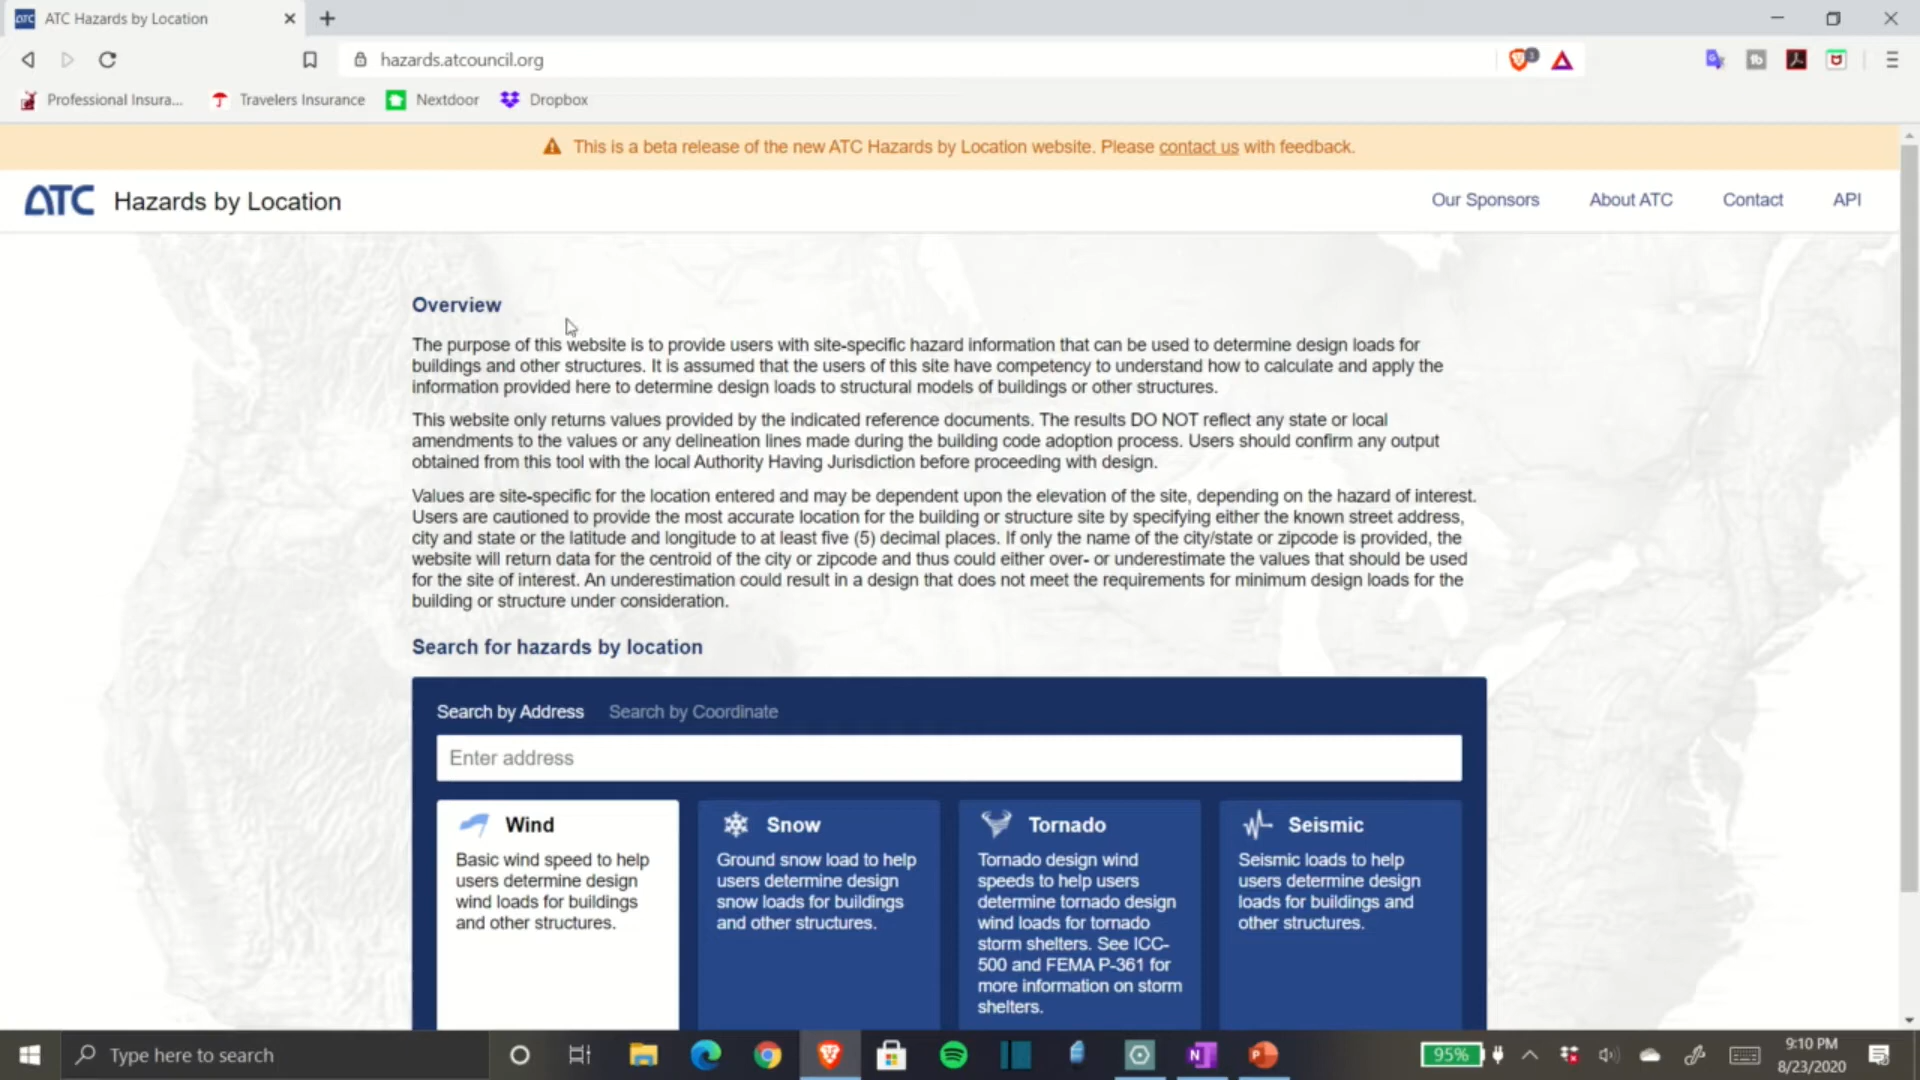 ATC Hazards by Location
hazards.atcouncil.org
3
Professional Insura...
Travelers Insurance
Nextdoor
Dropbox
This is a beta release of the new ATC Hazards by Location website. Please contact us with feedback.
ATC Hazards by Location
Our Sponsors
About ATC
Contact
API
Overview
The purpose of this website is to provide users with site-specific hazard information that can be used to determine design loads for
buildings and other structures. It is assumed that the users of this site have competency to understand how to calculate and apply the
information provided here to determine design loads to structural models of buildings or other structures.
This website only returns values provided by the indicated reference documents. The results DO NOT reflect any state or local
amendments to the values or any delineation lines made during the building code adoption process. Users should confirm any output
obtained from this tool with the local Authority Having Jurisdiction before proceeding with design.
Values are site-specific for the location entered and may be dependent upon the elevation of the site, depending on the hazard of interest.
Users are cautioned to provide the most accurate location for the building or structure site by specifying either the known street address,
city and state or the latitude and longitude to at least five (5) decimal places. If only the name of the city/state or zipcode is provided, the
website will return data for the centroid of the city or zipcode and thus could either over- or underestimate the values that should be used
for the site of interest. An underestimation could result in a design that does not meet the requirements for minimum design loads for the
building or structure under consideration.
Search for hazards by location
Search by Address
Search by Coordinate
Enter address
Wind
Basic wind speed to help
users determine design
wind loads for buildings
and other structures.
Snow
Ground snow load to help
users determine design
snow loads for buildings
and other structures.
Tornado
Tornado design wind
speeds to help users
determine tornado design
wind loads for tornado
storm shelters. See ICC-
500 and FEMA P-361 for
more information on storm
shelters.
Seismic
Seismic loads to help
users determine design
loads for buildings and
other structures.
Type here to search
95%
9:10 PM
8/23/2020